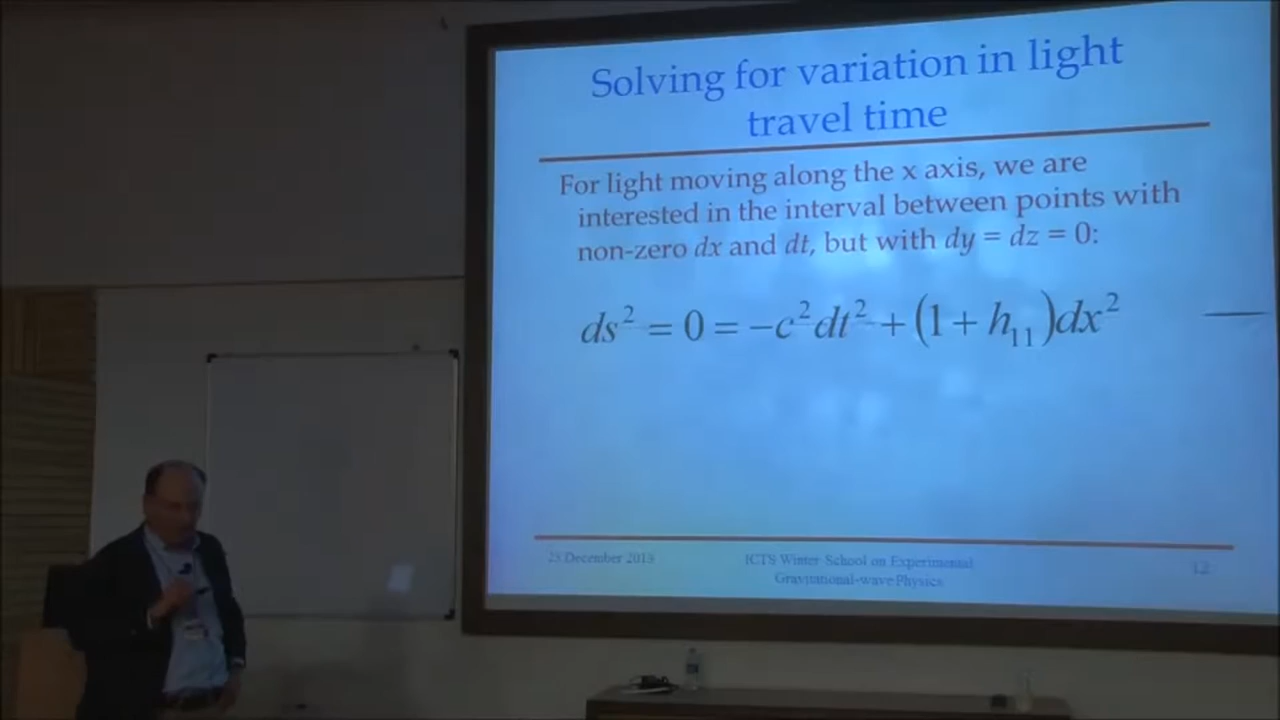 Solving for variation in light
travel time
For light moving along the x axis, we are
interested in the interval between points with
non-zero dx and dt, but with dy = dz = 0:
ds² = 0 = −c²dt² + (1 + h₁₁)dx²
ICTS Winter School on Experimental
Gravitational-wave Physics
12